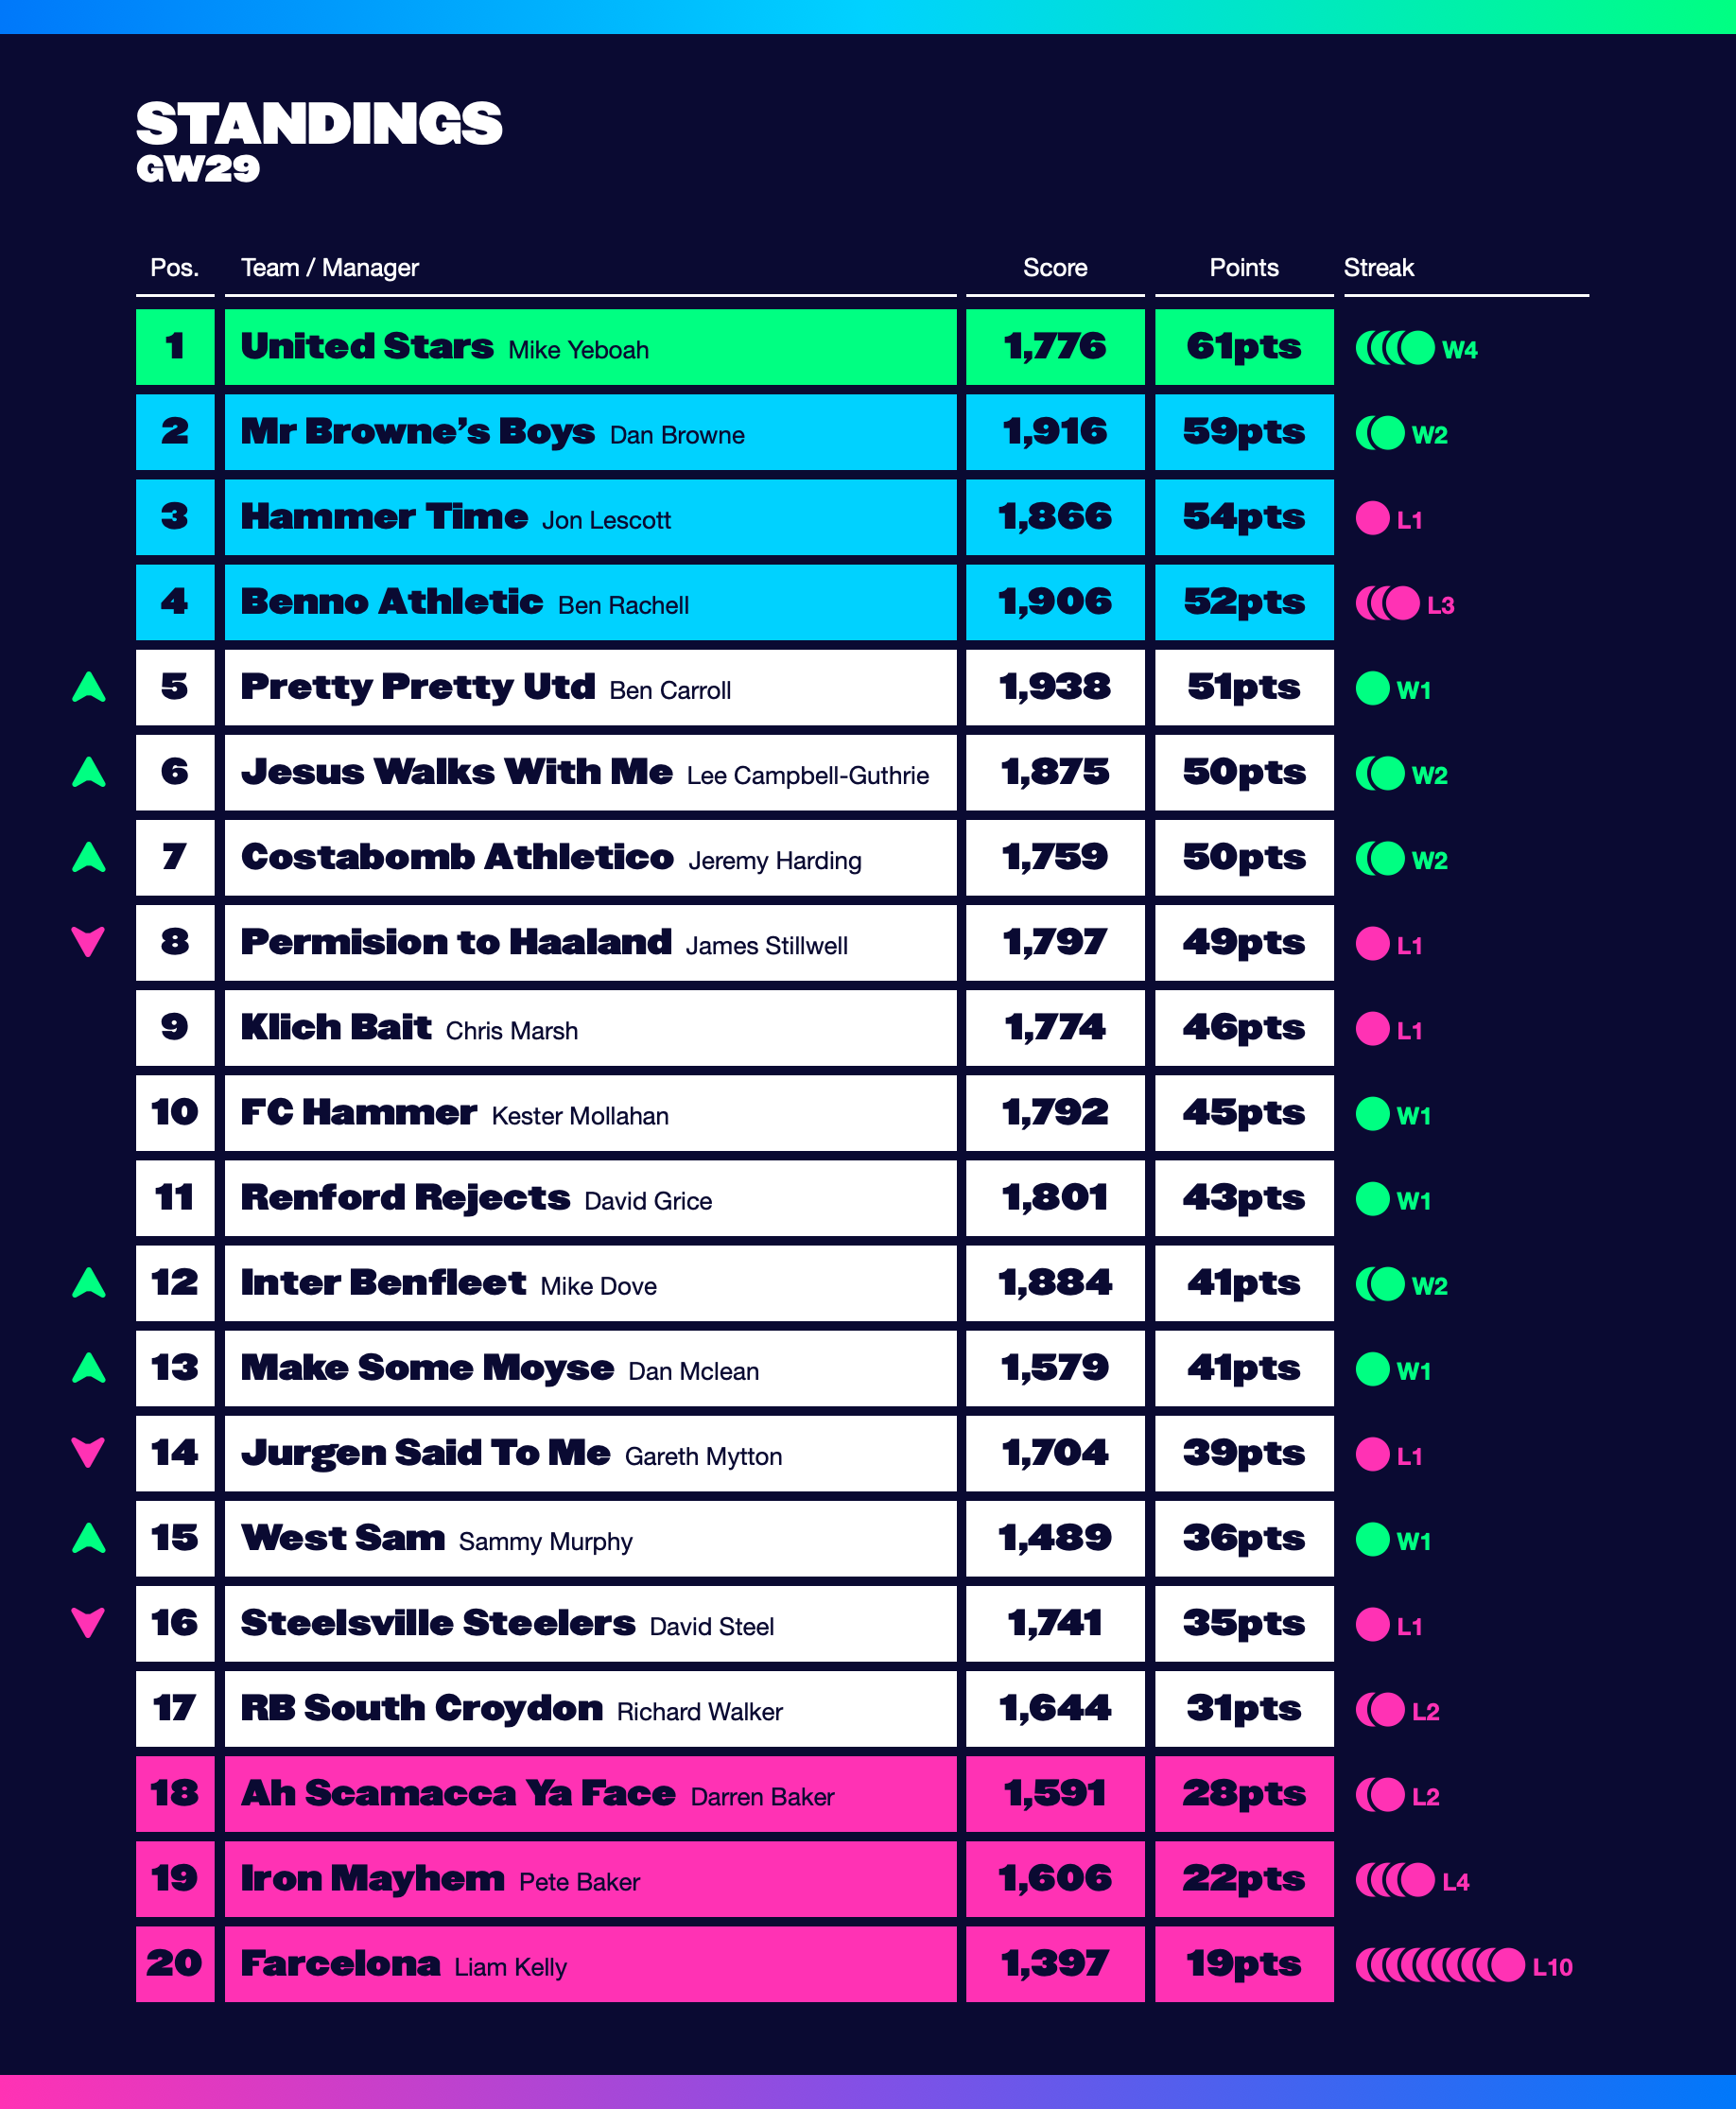 STANDINGS
GW29
Pos. Team / Manager Score Points Streak
1 United Stars Mike Yeboah 1,776 61pts W4
2 Mr Browne’s Boys Dan Browne 1,916 59pts W2
3 Hammer Time Jon Lescott 1,866 54pts L1
4 Benno Athletic Ben Rachell 1,906 52pts L3
5 Pretty Pretty Utd Ben Carroll 1,938 51pts W1
6 Jesus Walks With Me Lee Campbell-Guthrie 1,875 50pts W2
7 Costabomb Athletico Jeremy Harding 1,759 50pts W2
8 Permision to Haaland James Stillwell 1,797 49pts L1
9 Klich Bait Chris Marsh 1,774 46pts L1
10 FC Hammer Kester Mollahan 1,792 45pts W1
11 Renford Rejects David Grice 1,801 43pts W1
12 Inter Benfleet Mike Dove 1,884 41pts W2
13 Make Some Moyse Dan Mclean 1,579 41pts W1
14 Jurgen Said To Me Gareth Mytton 1,704 39pts L1
15 West Sam Sammy Murphy 1,489 36pts W1
16 Steelsville Steelers David Steel 1,741 35pts L1
17 RB South Croydon Richard Walker 1,644 31pts L2
18 Ah Scamacca Ya Face Darren Baker 1,591 28pts L2
19 Iron Mayhem Pete Baker 1,606 22pts L4
20 Farcelona Liam Kelly 1,397 19pts L10